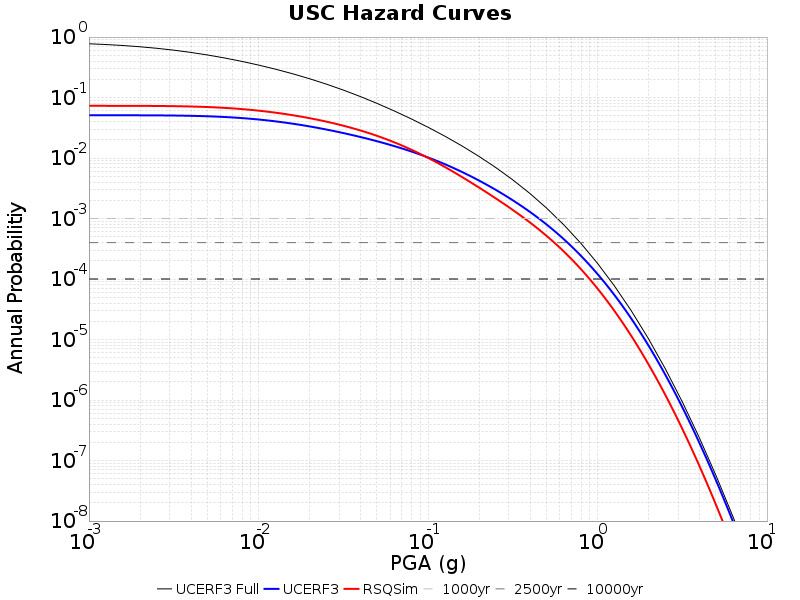 USC Hazard Curves
10^0
10^-1
10^-2
10^-3
10^-4
10^-5
10^-6
10^-7
10^-8
Annual Probabilitiy
10^-3 10^-2 10^-1 10^0 10^1
PGA (g)
UCERF3 Full UCERF3 RSQSim 1000yr 2500yr 10000yr